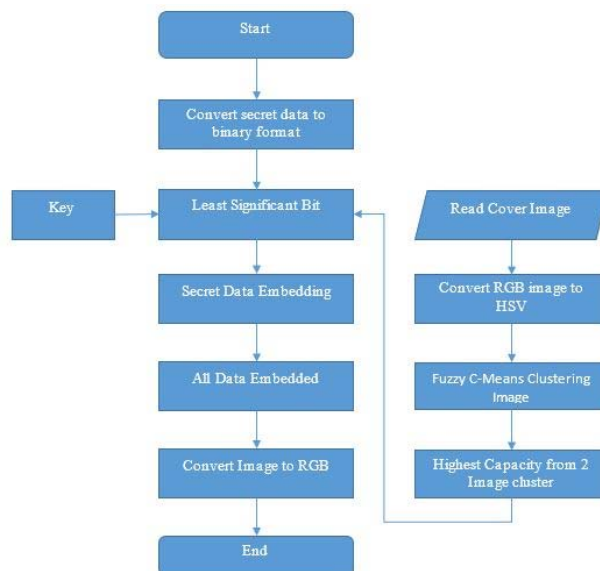 Start
Convert secret data to
binary format
Key
Least Significant Bit
Read Cover Image
Secret Data Embedding
Convert RGB image to
HSV
All Data Embedded
Fuzzy C-Means Clustering
Image
Convert Image to RGB
Highest Capacity from 2
Image cluster
End